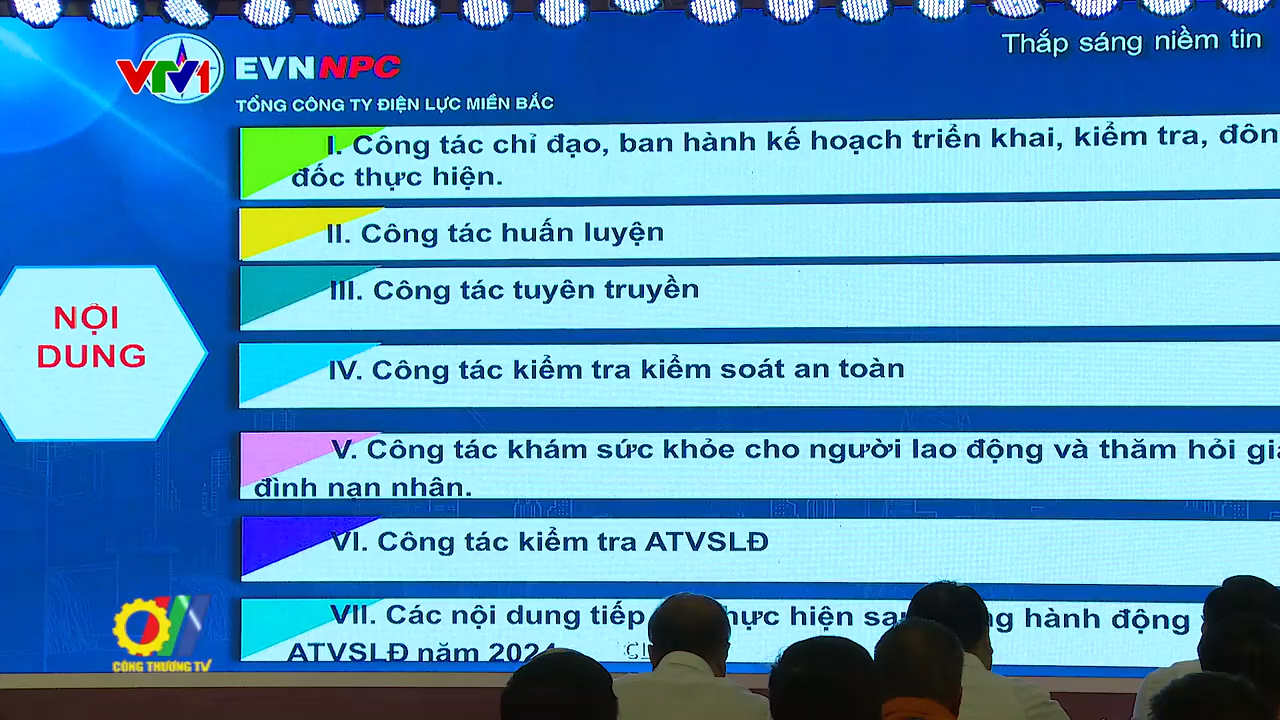 Thắp sáng niềm tin
VTV1
EVNNPC
TỔNG CÔNG TY ĐIỆN LỰC MIỀN BẮC
I. Công tác chỉ đạo, ban hành kế hoạch triển khai, kiểm tra, đôn
đốc thực hiện.
II. Công tác huấn luyện
III. Công tác tuyên truyền
NỘI
DUNG
IV. Công tác kiểm tra kiểm soát an toàn
V. Công tác khám sức khỏe cho người lao động và thăm hỏi gia
đình nạn nhân.
VI. Công tác kiểm tra ATVSLĐ
VII. Các nội dung tiếp hành động
ATVSLĐ năm 2024
CÔNG THƯƠNG TV